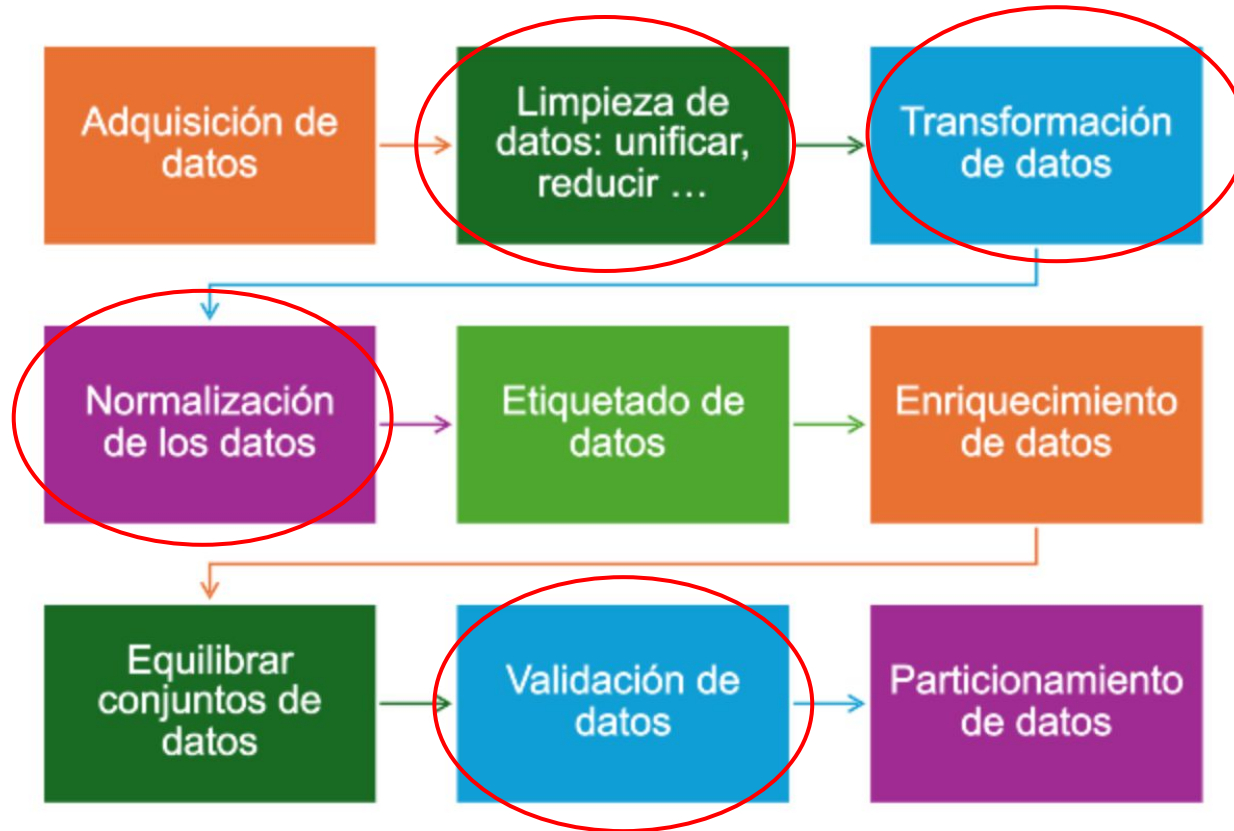 Adquisición de
datos
Limpieza de
datos: unificar,
reducir …
Transformación
de datos
Normalización
de los datos
Etiquetado de
datos
Enriquecimiento
de datos
Equilibrar
conjuntos de
datos
Validación de
datos
Particionamiento
de datos